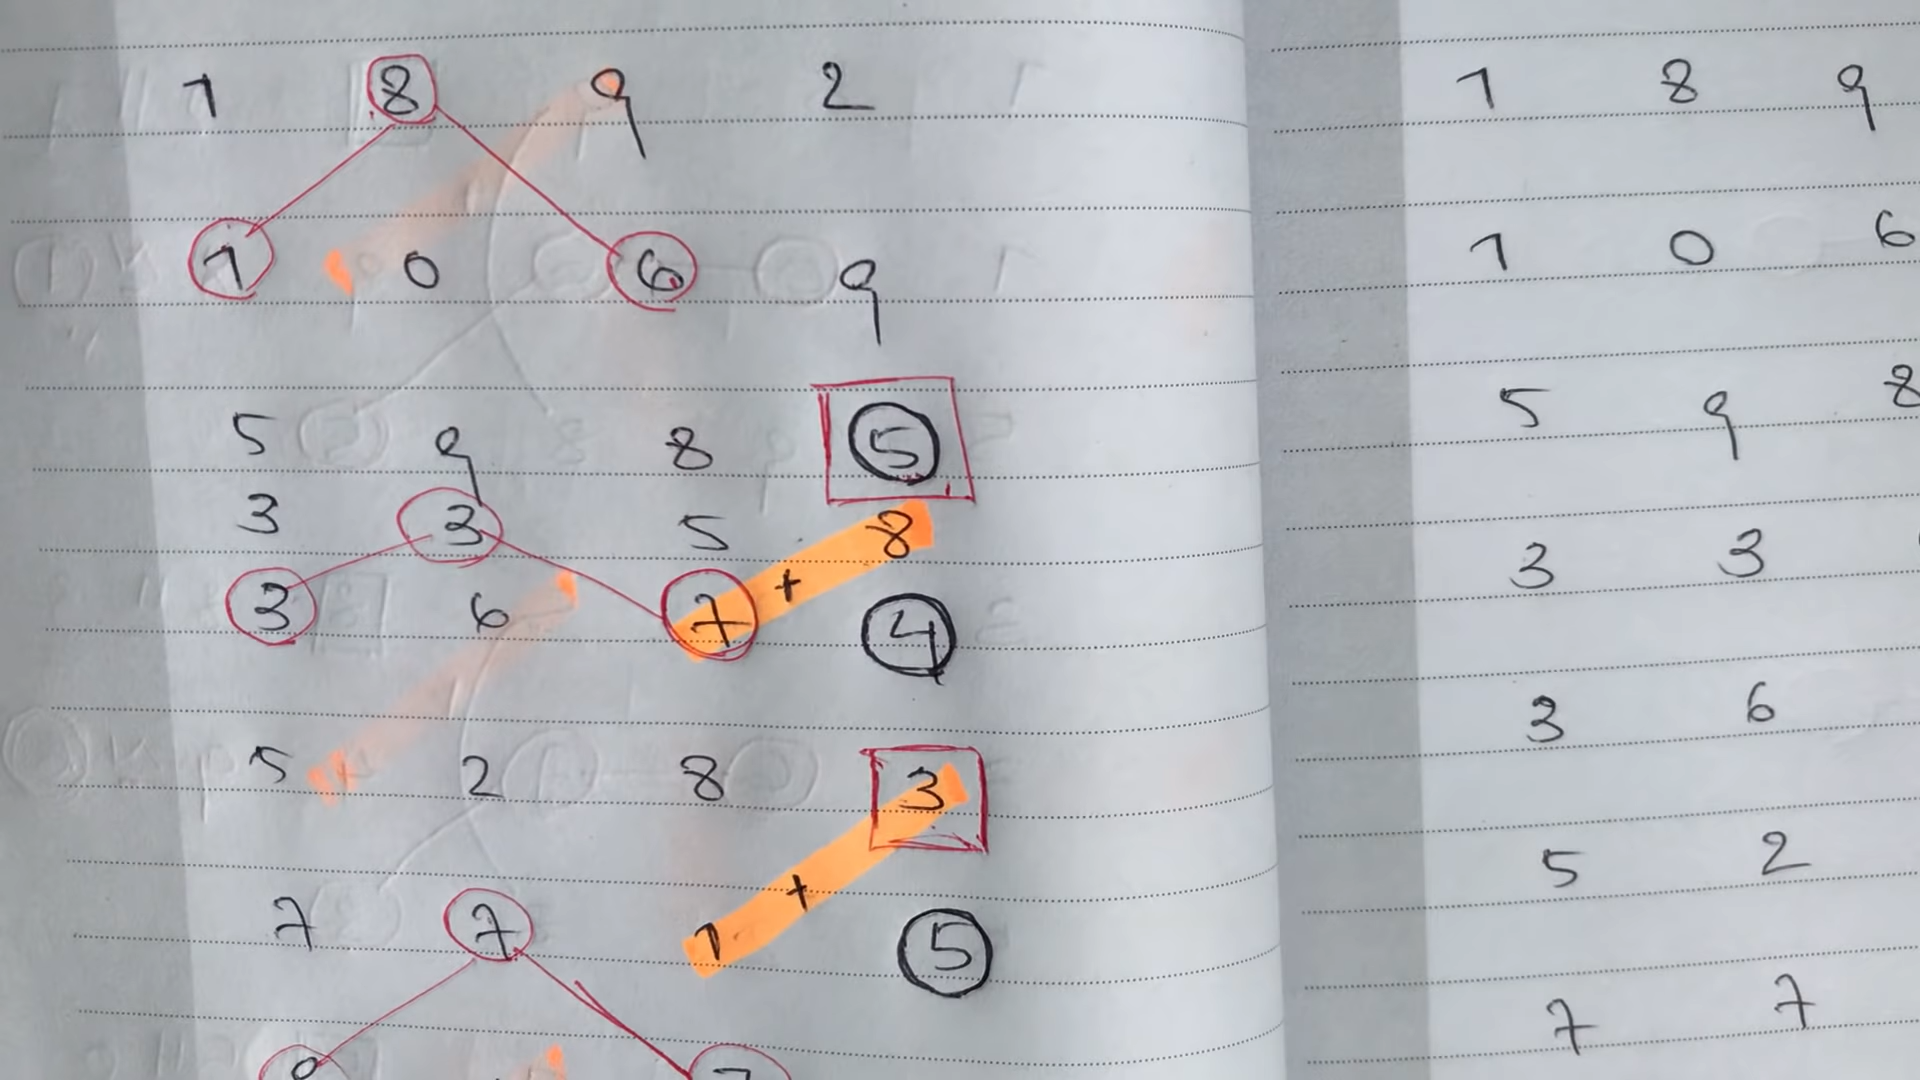 1 8 9 2
1 0 6 9
5 9 8 5
3 3 5 8
+
3 6 7 4
5 2 8 3
+
7 7 1 5
1 8 9
1 0 6
5 9 8
3 3
3 6
5 2
7 7